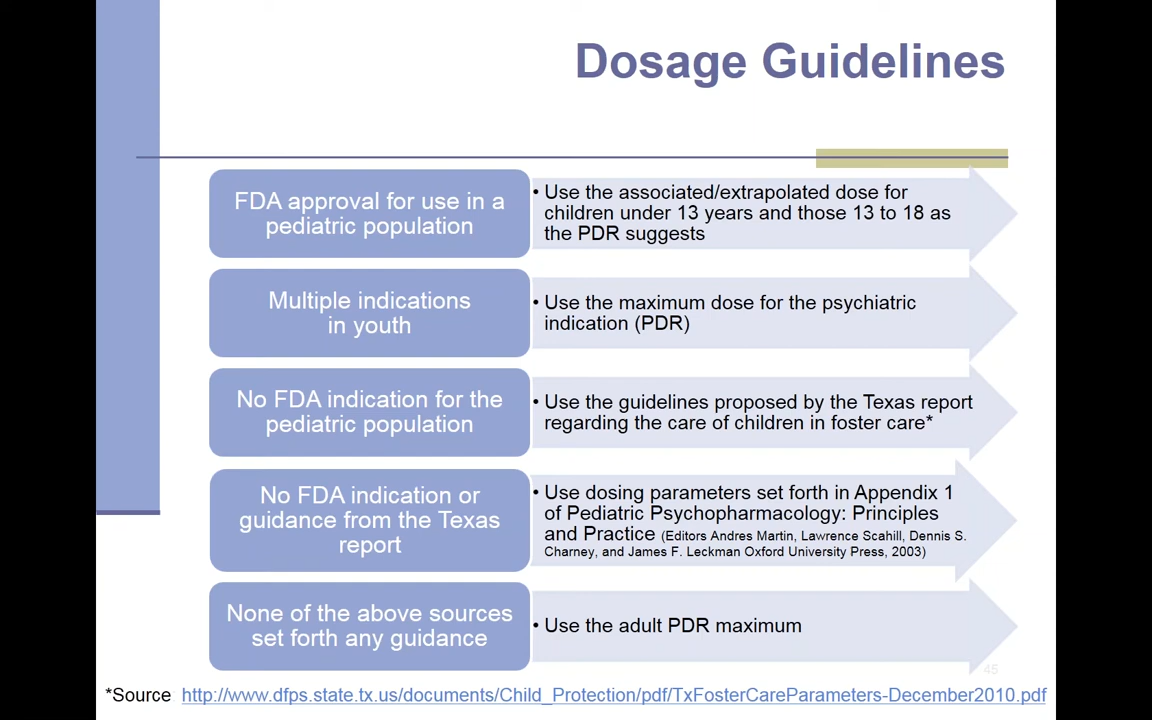 Dosage Guidelines
FDA approval for use in a
pediatric population
• Use the associated/extrapolated dose for
children under 13 years and those 13 to 18 as
the PDR suggests
Multiple indications
in youth
• Use the maximum dose for the psychiatric
indication (PDR)
No FDA indication for the
pediatric population
• Use the guidelines proposed by the Texas report
regarding the care of children in foster care*
No FDA indication or
guidance from the Texas
report
• Use dosing parameters set forth in Appendix 1
of Pediatric Psychopharmacology: Principles
and Practice (Editors Andres Martin, Lawrence Scahill, Dennis S.
Charney, and James F. Leckman Oxford University Press, 2003)
None of the above sources
set forth any guidance
• Use the adult PDR maximum
45
*Source http://www.dfps.state.tx.us/documents/Child_Protection/pdf/TxFosterCareParameters-December2010.pdf